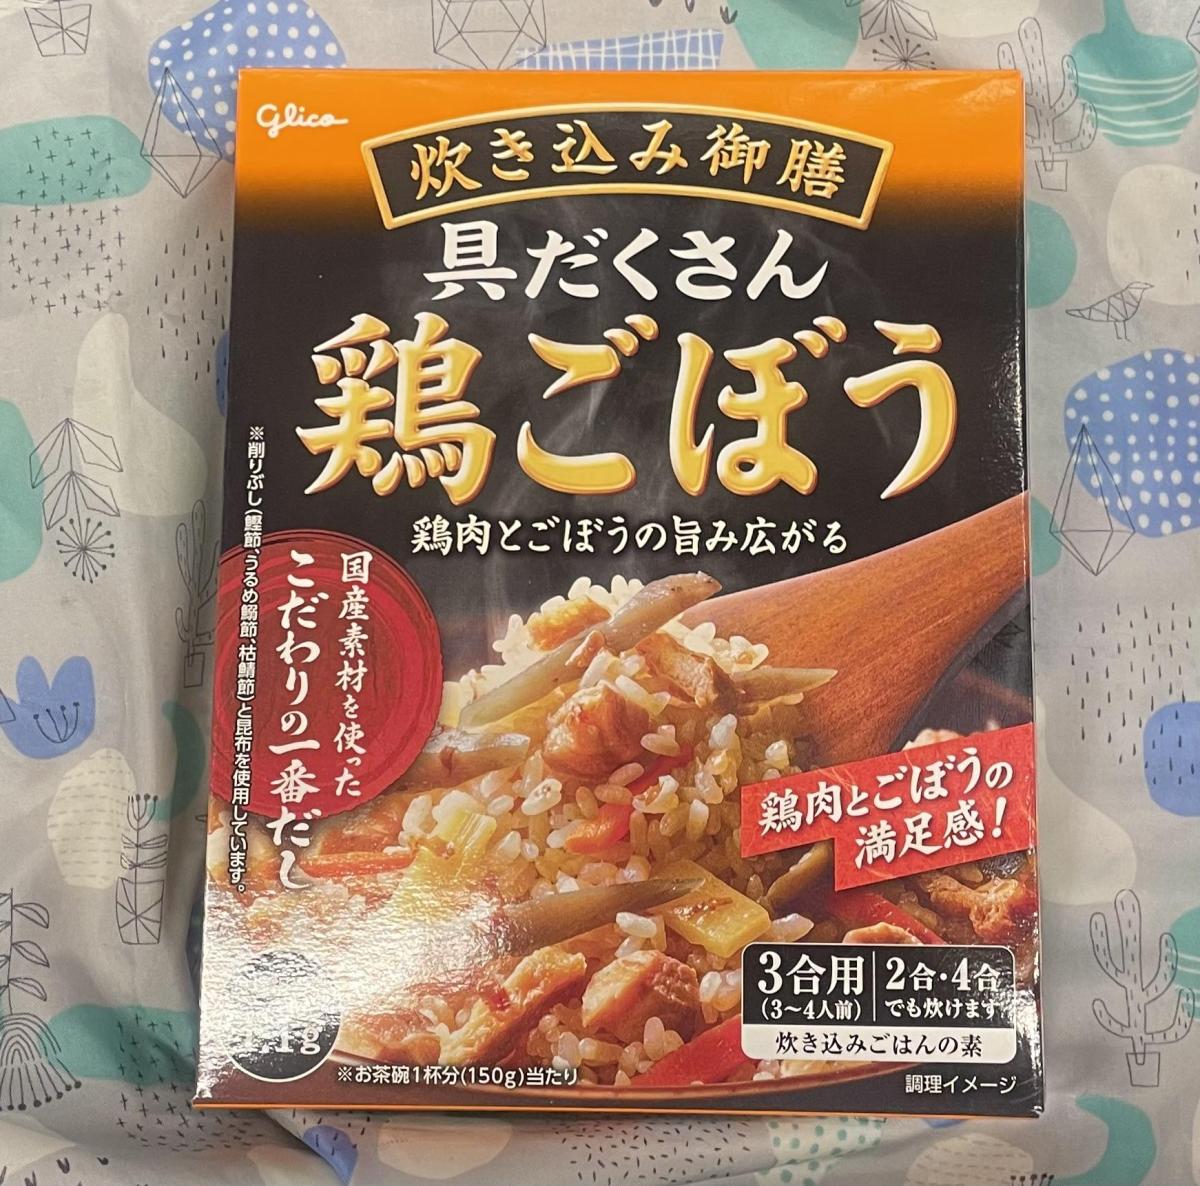 glico
炊き込み御膳
具だくさん
鶏ごぼう
鶏肉とごぼうの旨み広がる
国産素材を使った
こだわりの一番だし
※削りぶし(鰹節、うるめ鰯節、枯鯖節)と昆布を使用しています。
鶏肉とごぼうの
満足感!
3合用
(3〜4人前)
2合・4合
でも炊けます
炊き込みごはんの素
1.1g
※お茶碗1杯分(150g)当たり
調理イメージ